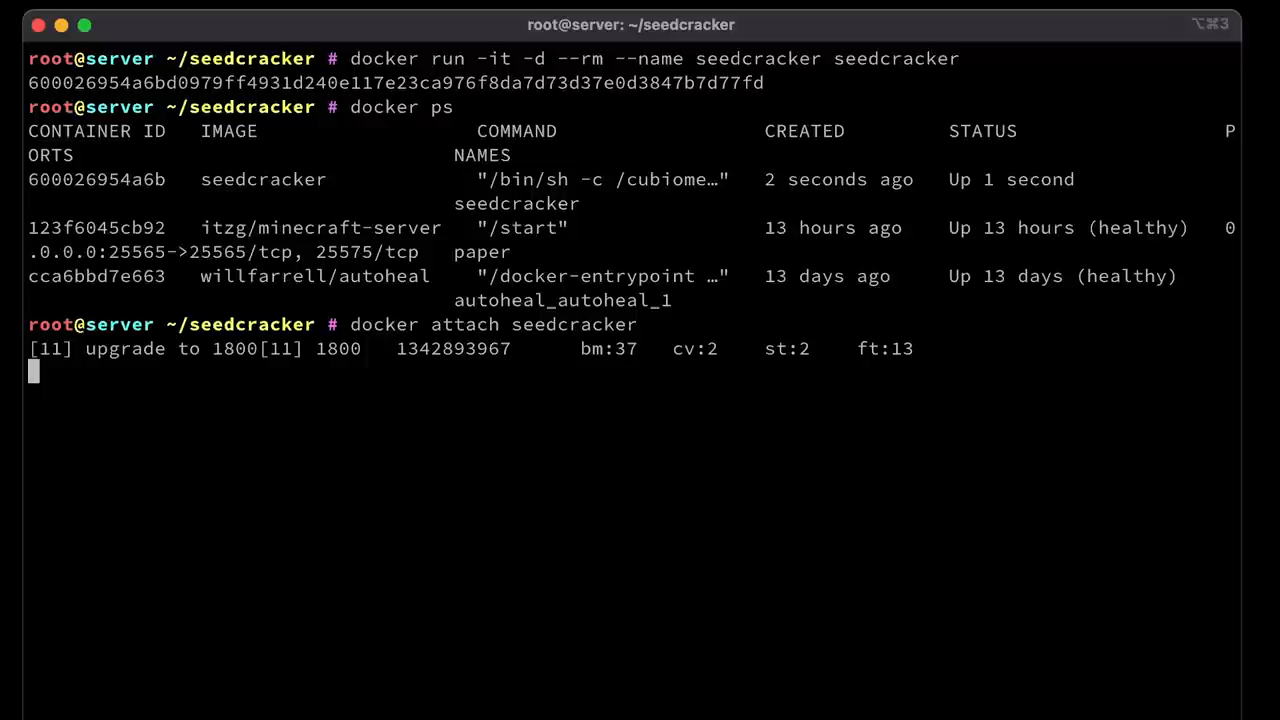 root@server: ~/seedcracker
⌥⌘3
root@server ~/seedcracker # docker run -it -d --rm --name seedcracker seedcracker
600026954a6bd0979ff4931d240e117e23ca976f8da7d73d37e0d3847b7d77fd
root@server ~/seedcracker # docker ps
CONTAINER ID   IMAGE                   COMMAND                  CREATED         STATUS                  P
ORTS                                 NAMES
600026954a6b   seedcracker             "/bin/sh -c /cubiome…"   2 seconds ago   Up 1 second
                                     seedcracker
123f6045cb92   itzg/minecraft-server   "/start"                 13 hours ago    Up 13 hours (healthy)   0
.0.0.0:25565->25565/tcp, 25575/tcp   paper
cca6bbd7e663   willfarrell/autoheal    "/docker-entrypoint …"   13 days ago     Up 13 days (healthy)
                                     autoheal_autoheal_1
root@server ~/seedcracker # docker attach seedcracker
[11] upgrade to 1800[11] 1800   1342893967      bm:37   cv:2    st:2    ft:13